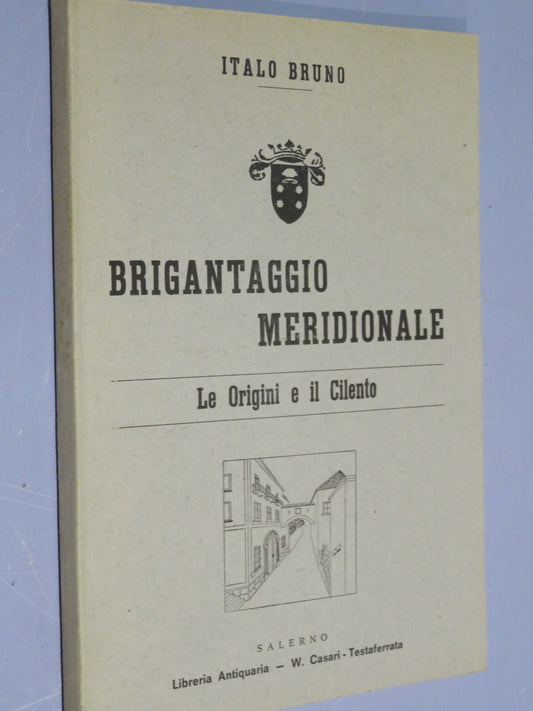 ITALO BRUNO
BRIGANTAGGIO
MERIDIONALE
Le Origini e il Cilento
SALERNO
Libreria Antiquaria — W. Casari - Testaferrata